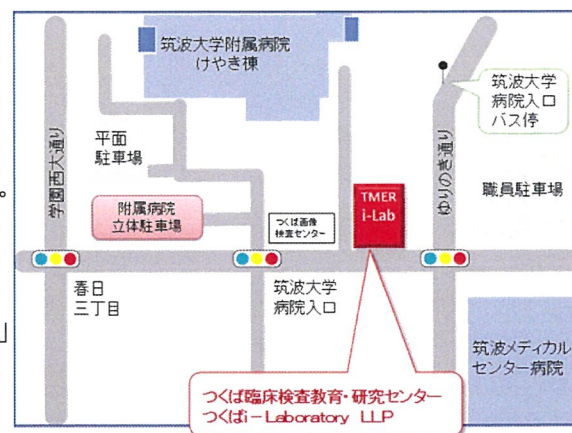 筑波大学附属病院
けやき棟
筑波大学
病院入口
バス停
学園西大通り
平面
駐車場
ゆりのき通り
職員駐車場
附属病院
立体駐車場
つくば画像
検査センター
TMER
i-Lab
春日
三丁目
筑波大学
病院入口
筑波メディカル
センター病院
つくば臨床検査教育・研究センター
つくばi-Laboratory LLP
。
」